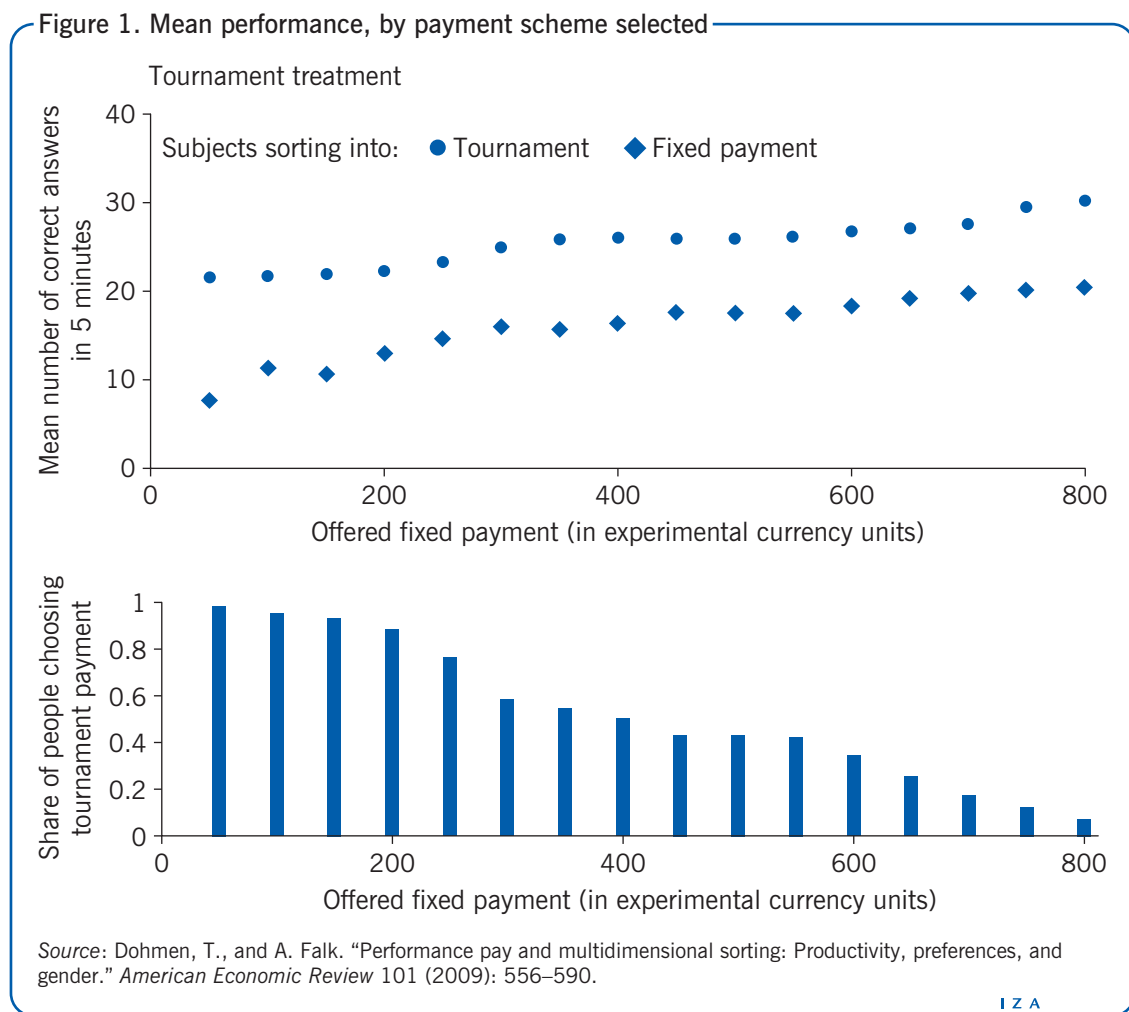 Figure 1. Mean performance, by payment scheme selected
Tournament treatment
Mean number of correct answers
in 5 minutes
40
30
20
10
0
Subjects sorting into: Tournament Fixed payment
0 200 400 600 800
Offered fixed payment (in experimental currency units)
Share of people choosing
tournament payment
1
0.8
0.6
0.4
0.2
0
0 200 400 600 800
Offered fixed payment (in experimental currency units)
Source: Dohmen, T., and A. Falk. “Performance pay and multidimensional sorting: Productivity, preferences, and
gender.” American Economic Review 101 (2009): 556–590.
I Z A